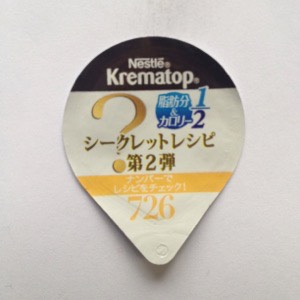 Nestlé®
Krematop®
?
脂肪分
&カロリー
1/2
シークレットレシピ
第2弾
ナンバーで
レシピをチェック!
726